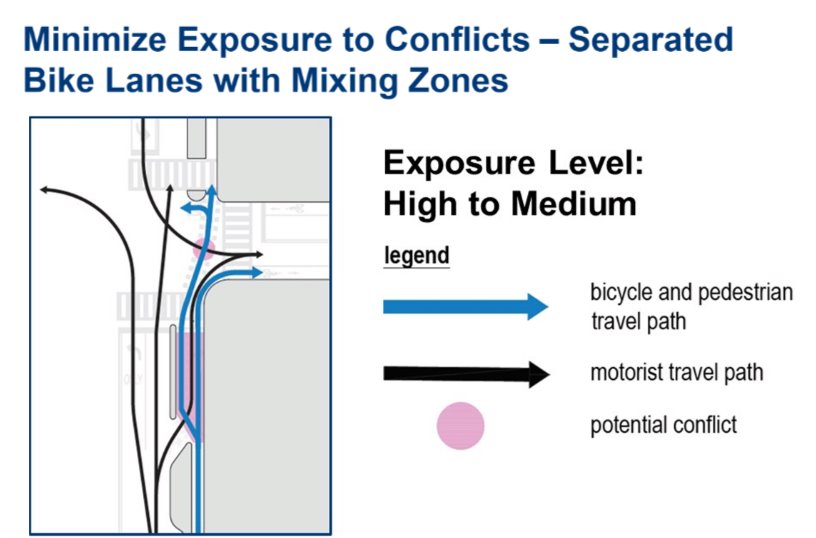 Minimize Exposure to Conflicts – Separated
Bike Lanes with Mixing Zones
Exposure Level:
High to Medium
legend
bicycle and pedestrian
travel path
motorist travel path
potential conflict